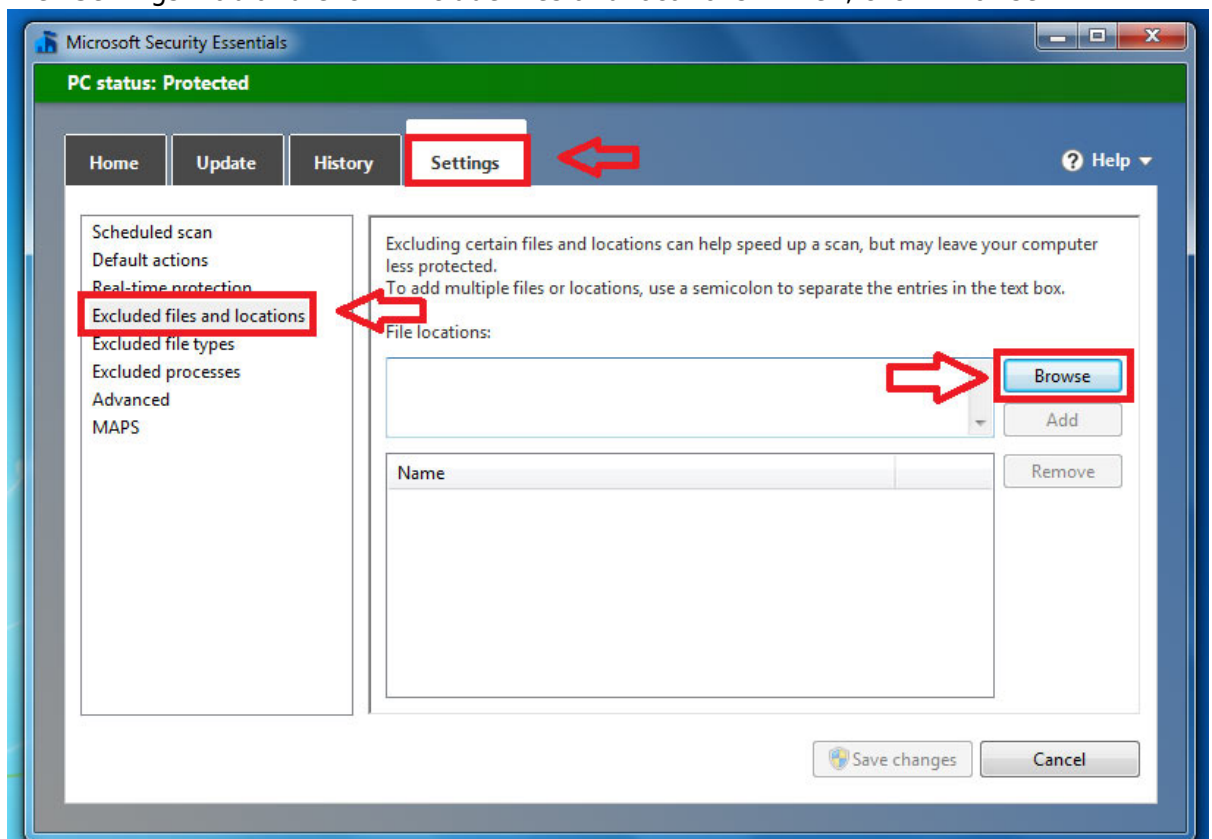 Microsoft Security Essentials
PC status: Protected
Home
Update
History
Settings
Help
Scheduled scan
Default actions
Real-time protection
Excluded files and locations
Excluded file types
Excluded processes
Advanced
MAPS
Excluding certain files and locations can help speed up a scan, but may leave your computer
less protected.
To add multiple files or locations, use a semicolon to separate the entries in the text box.
File locations:
Browse
Add
Name
Remove
Save changes
Cancel